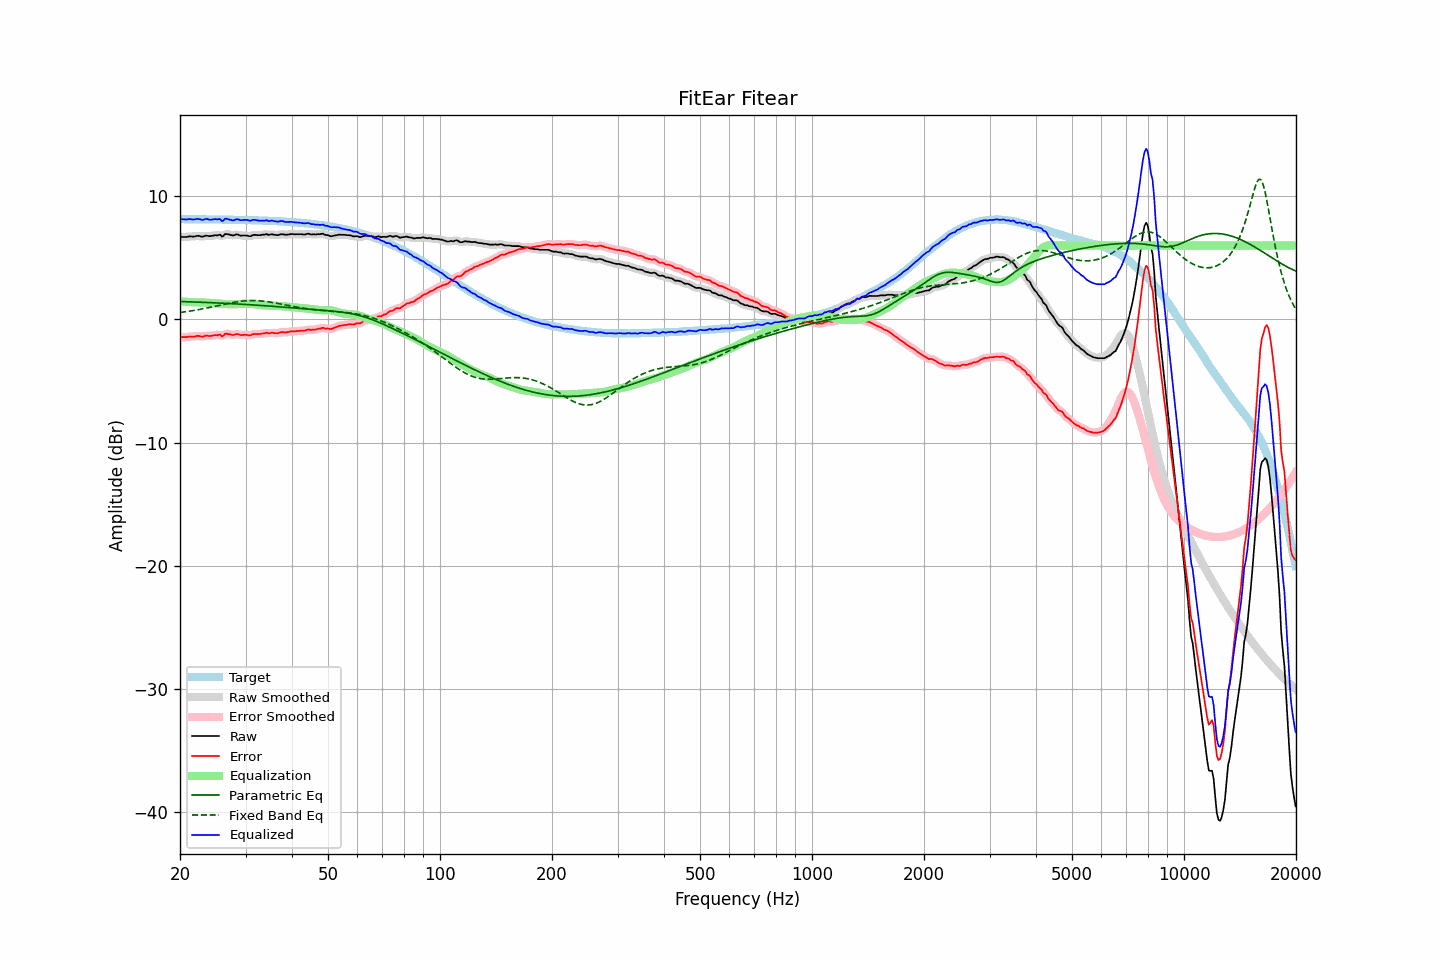 FitEar Fitear
Amplitude (dBr)
10
0
−10
−20
−30
−40
Target
Raw Smoothed
Error Smoothed
Raw
Error
Equalization
Parametric Eq
Fixed Band Eq
Equalized
20 50 100 200 500 1000 2000 5000 10000 20000
Frequency (Hz)